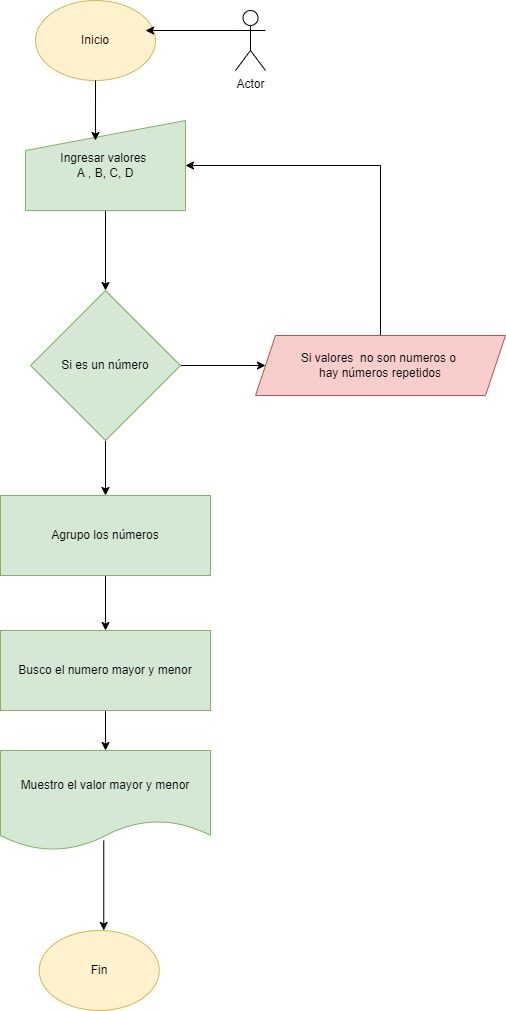 Inicio
Actor
Ingresar valores
A , B, C, D
Si es un número
Si valores no son numeros o
hay números repetidos
Agrupo los números
Busco el numero mayor y menor
Muestro el valor mayor y menor
Fin